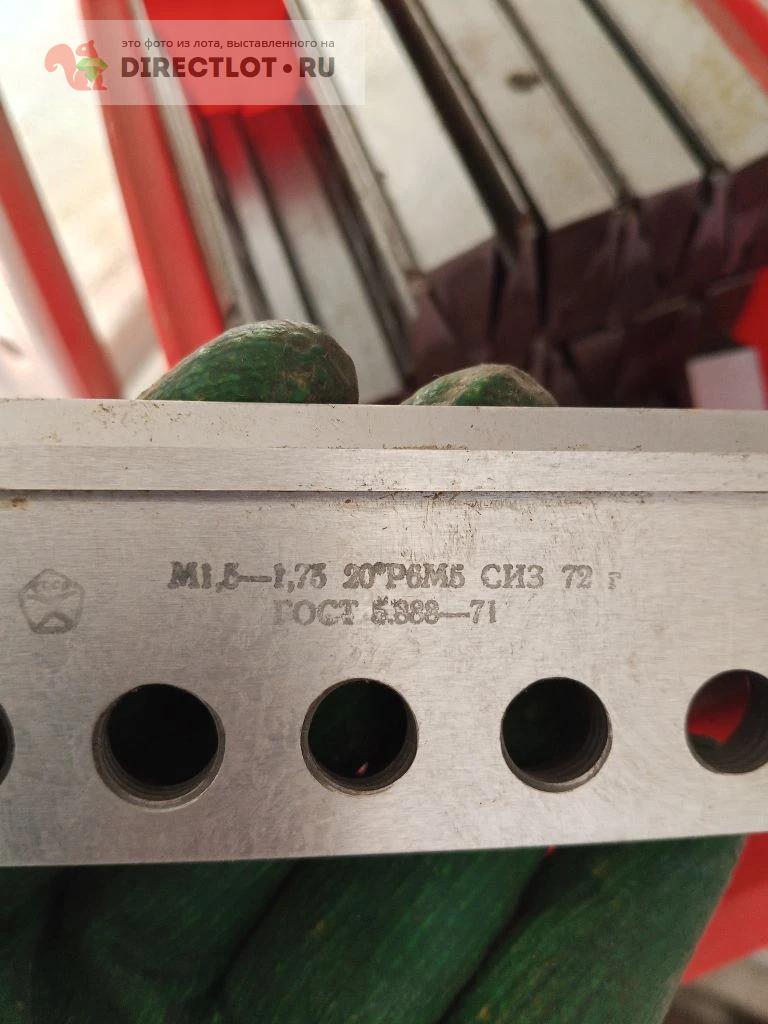 это фото из лота, выставленного на
DIRECTLOT•RU
М1,5—1,75 20°Р6М5 СИЗ 72 г
ГОСТ 5.888—71